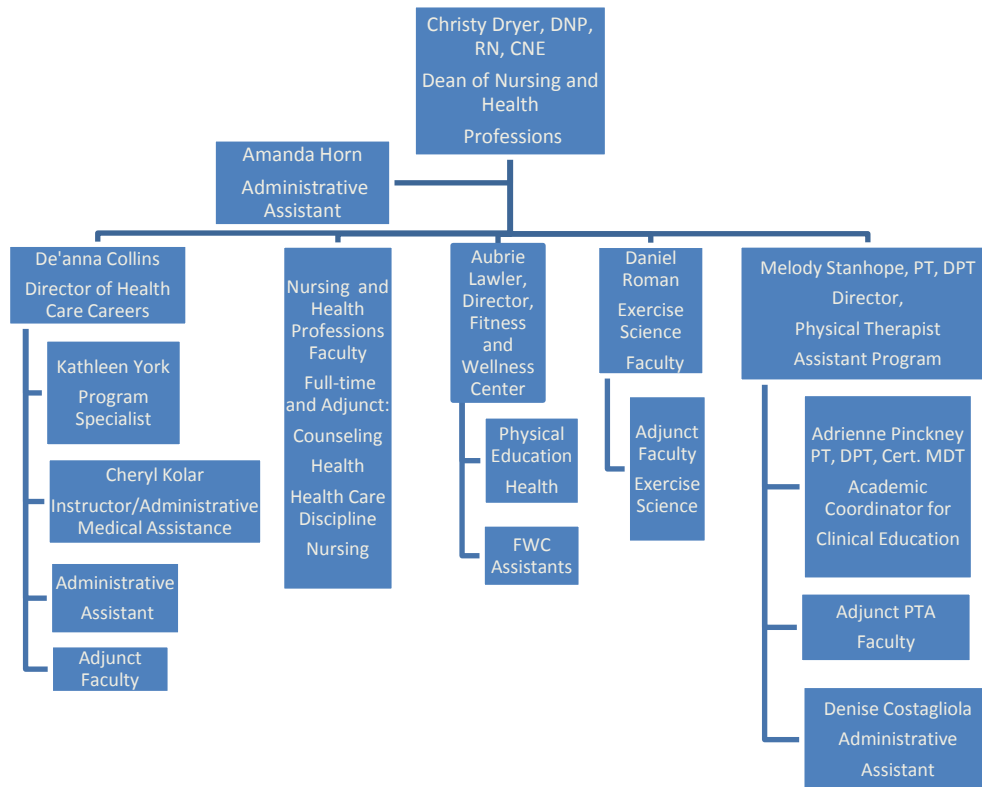 Christy Dryer, DNP,
RN, CNE
Dean of Nursing and
Health
Professions
Amanda Horn
Administrative
Assistant
De'anna Collins
Director of Health
Care Careers
Kathleen York
Program
Specialist
Cheryl Kolar
Instructor/Administrative
Medical Assistance
Administrative
Assistant
Adjunct
Faculty
Nursing and
Health
Professions
Faculty
Full-time
and Adjunct:
Counseling
Health
Health Care
Discipline
Nursing
Aubrie
Lawler,
Director,
Fitness
and
Wellness
Center
Physical
Education
Health
FWC
Assistants
Daniel
Roman
Exercise
Science
Faculty
Adjunct
Faculty
Exercise
Science
Melody Stanhope, PT, DPT
Director,
Physical Therapist
Assistant Program
Adrienne Pinckney
PT, DPT, Cert. MDT
Academic
Coordinator for
Clinical Education
Adjunct PTA
Faculty
Denise Costagliola
Administrative
Assistant